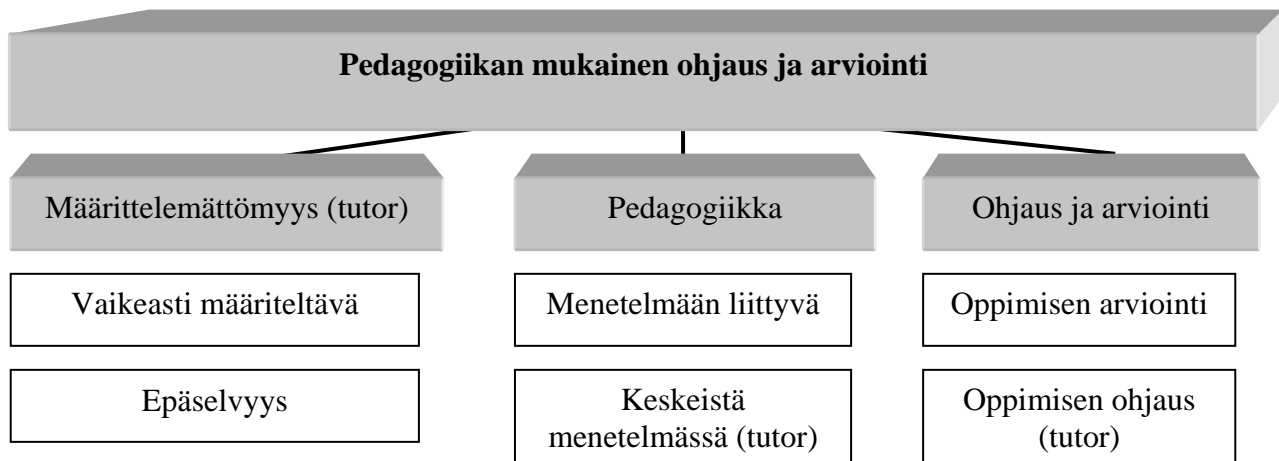 Pedagogiikan mukainen ohjaus ja arviointi
Määrittelemättömyys (tutor)
Pedagogiikka
Ohjaus ja arviointi
Vaikeasti määriteltävä
Menetelmään liittyvä
Oppimisen arviointi
Epäselvyys
Keskeistä
menetelmässä (tutor)
Oppimisen ohjaus
(tutor)